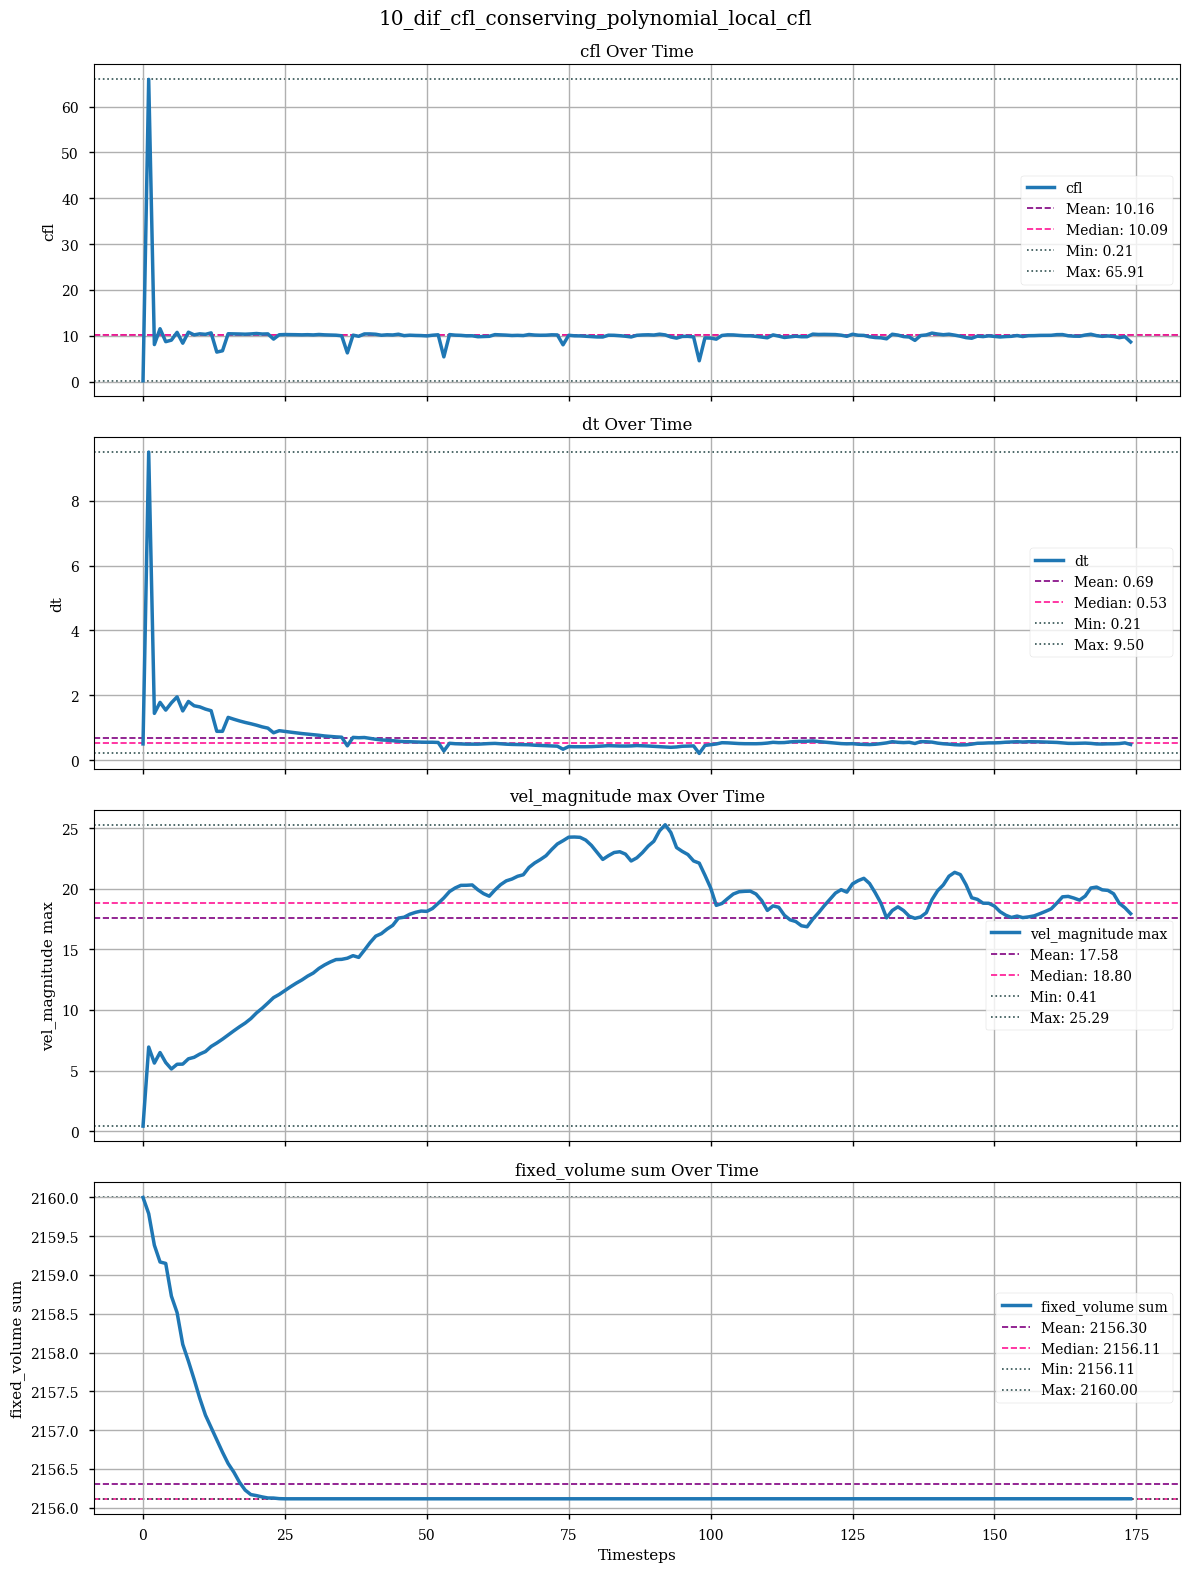 10_dif_cfl_conserving_polynomial_local_cfl
cfl Over Time
60
50
40
30
20
10
0
cfl
cfl
Mean: 10.16
Median: 10.09
Min: 0.21
Max: 65.91
dt Over Time
8
6
4
2
0
dt
dt
Mean: 0.69
Median: 0.53
Min: 0.21
Max: 9.50
vel_magnitude max Over Time
25
20
15
10
5
0
vel_magnitude max
vel_magnitude max
Mean: 17.58
Median: 18.80
Min: 0.41
Max: 25.29
fixed_volume sum Over Time
2160.0
2159.5
2159.0
2158.5
2158.0
2157.5
2157.0
2156.5
2156.0
fixed_volume sum
fixed_volume sum
Mean: 2156.30
Median: 2156.11
Min: 2156.11
Max: 2160.00
0 25 50 75 100 125 150 175
Timesteps